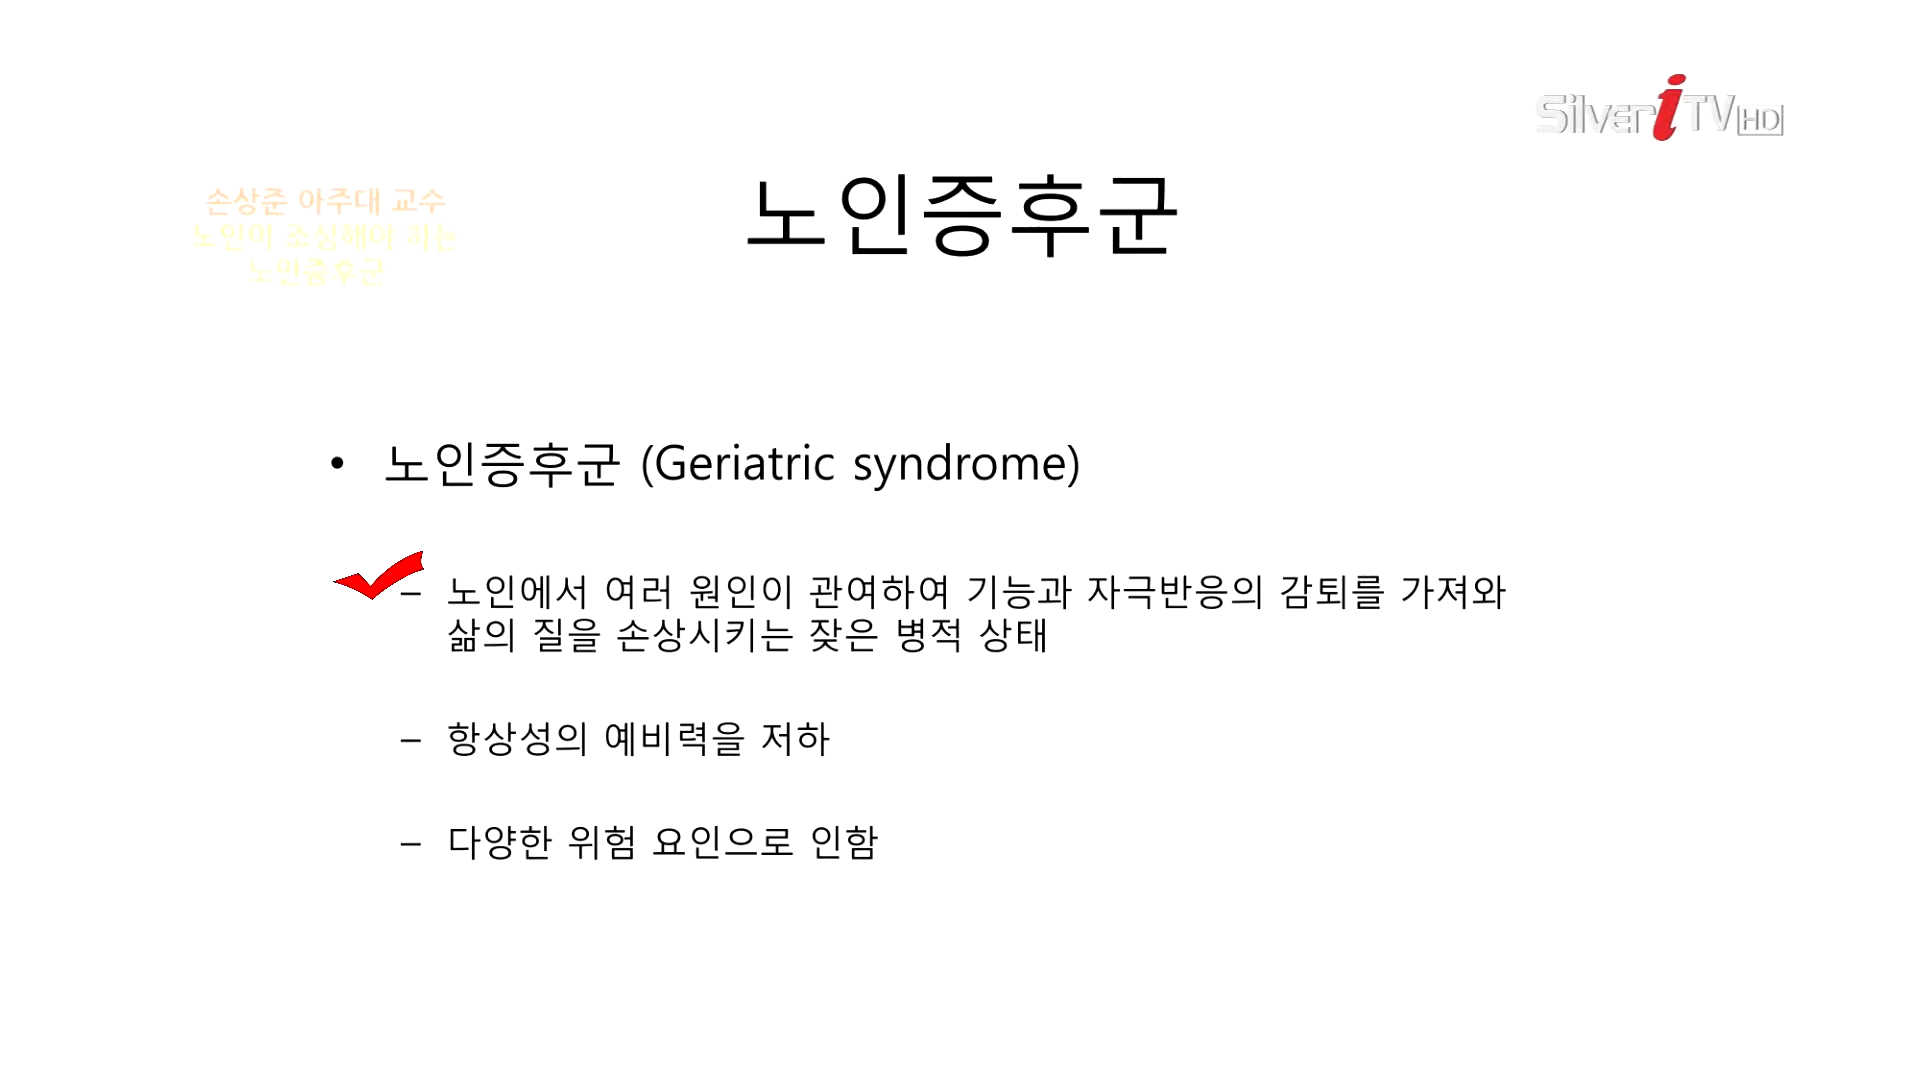 Silver i TV HD
손상준 아주대 교수
노인이 조심해야 하는
노인증후군
노인증후군
• 노인증후군 (Geriatric syndrome)
– 노인에서 여러 원인이 관여하여 기능과 자극반응의 감퇴를 가져와
삶의 질을 손상시키는 잦은 병적 상태
– 항상성의 예비력을 저하
– 다양한 위험 요인으로 인함